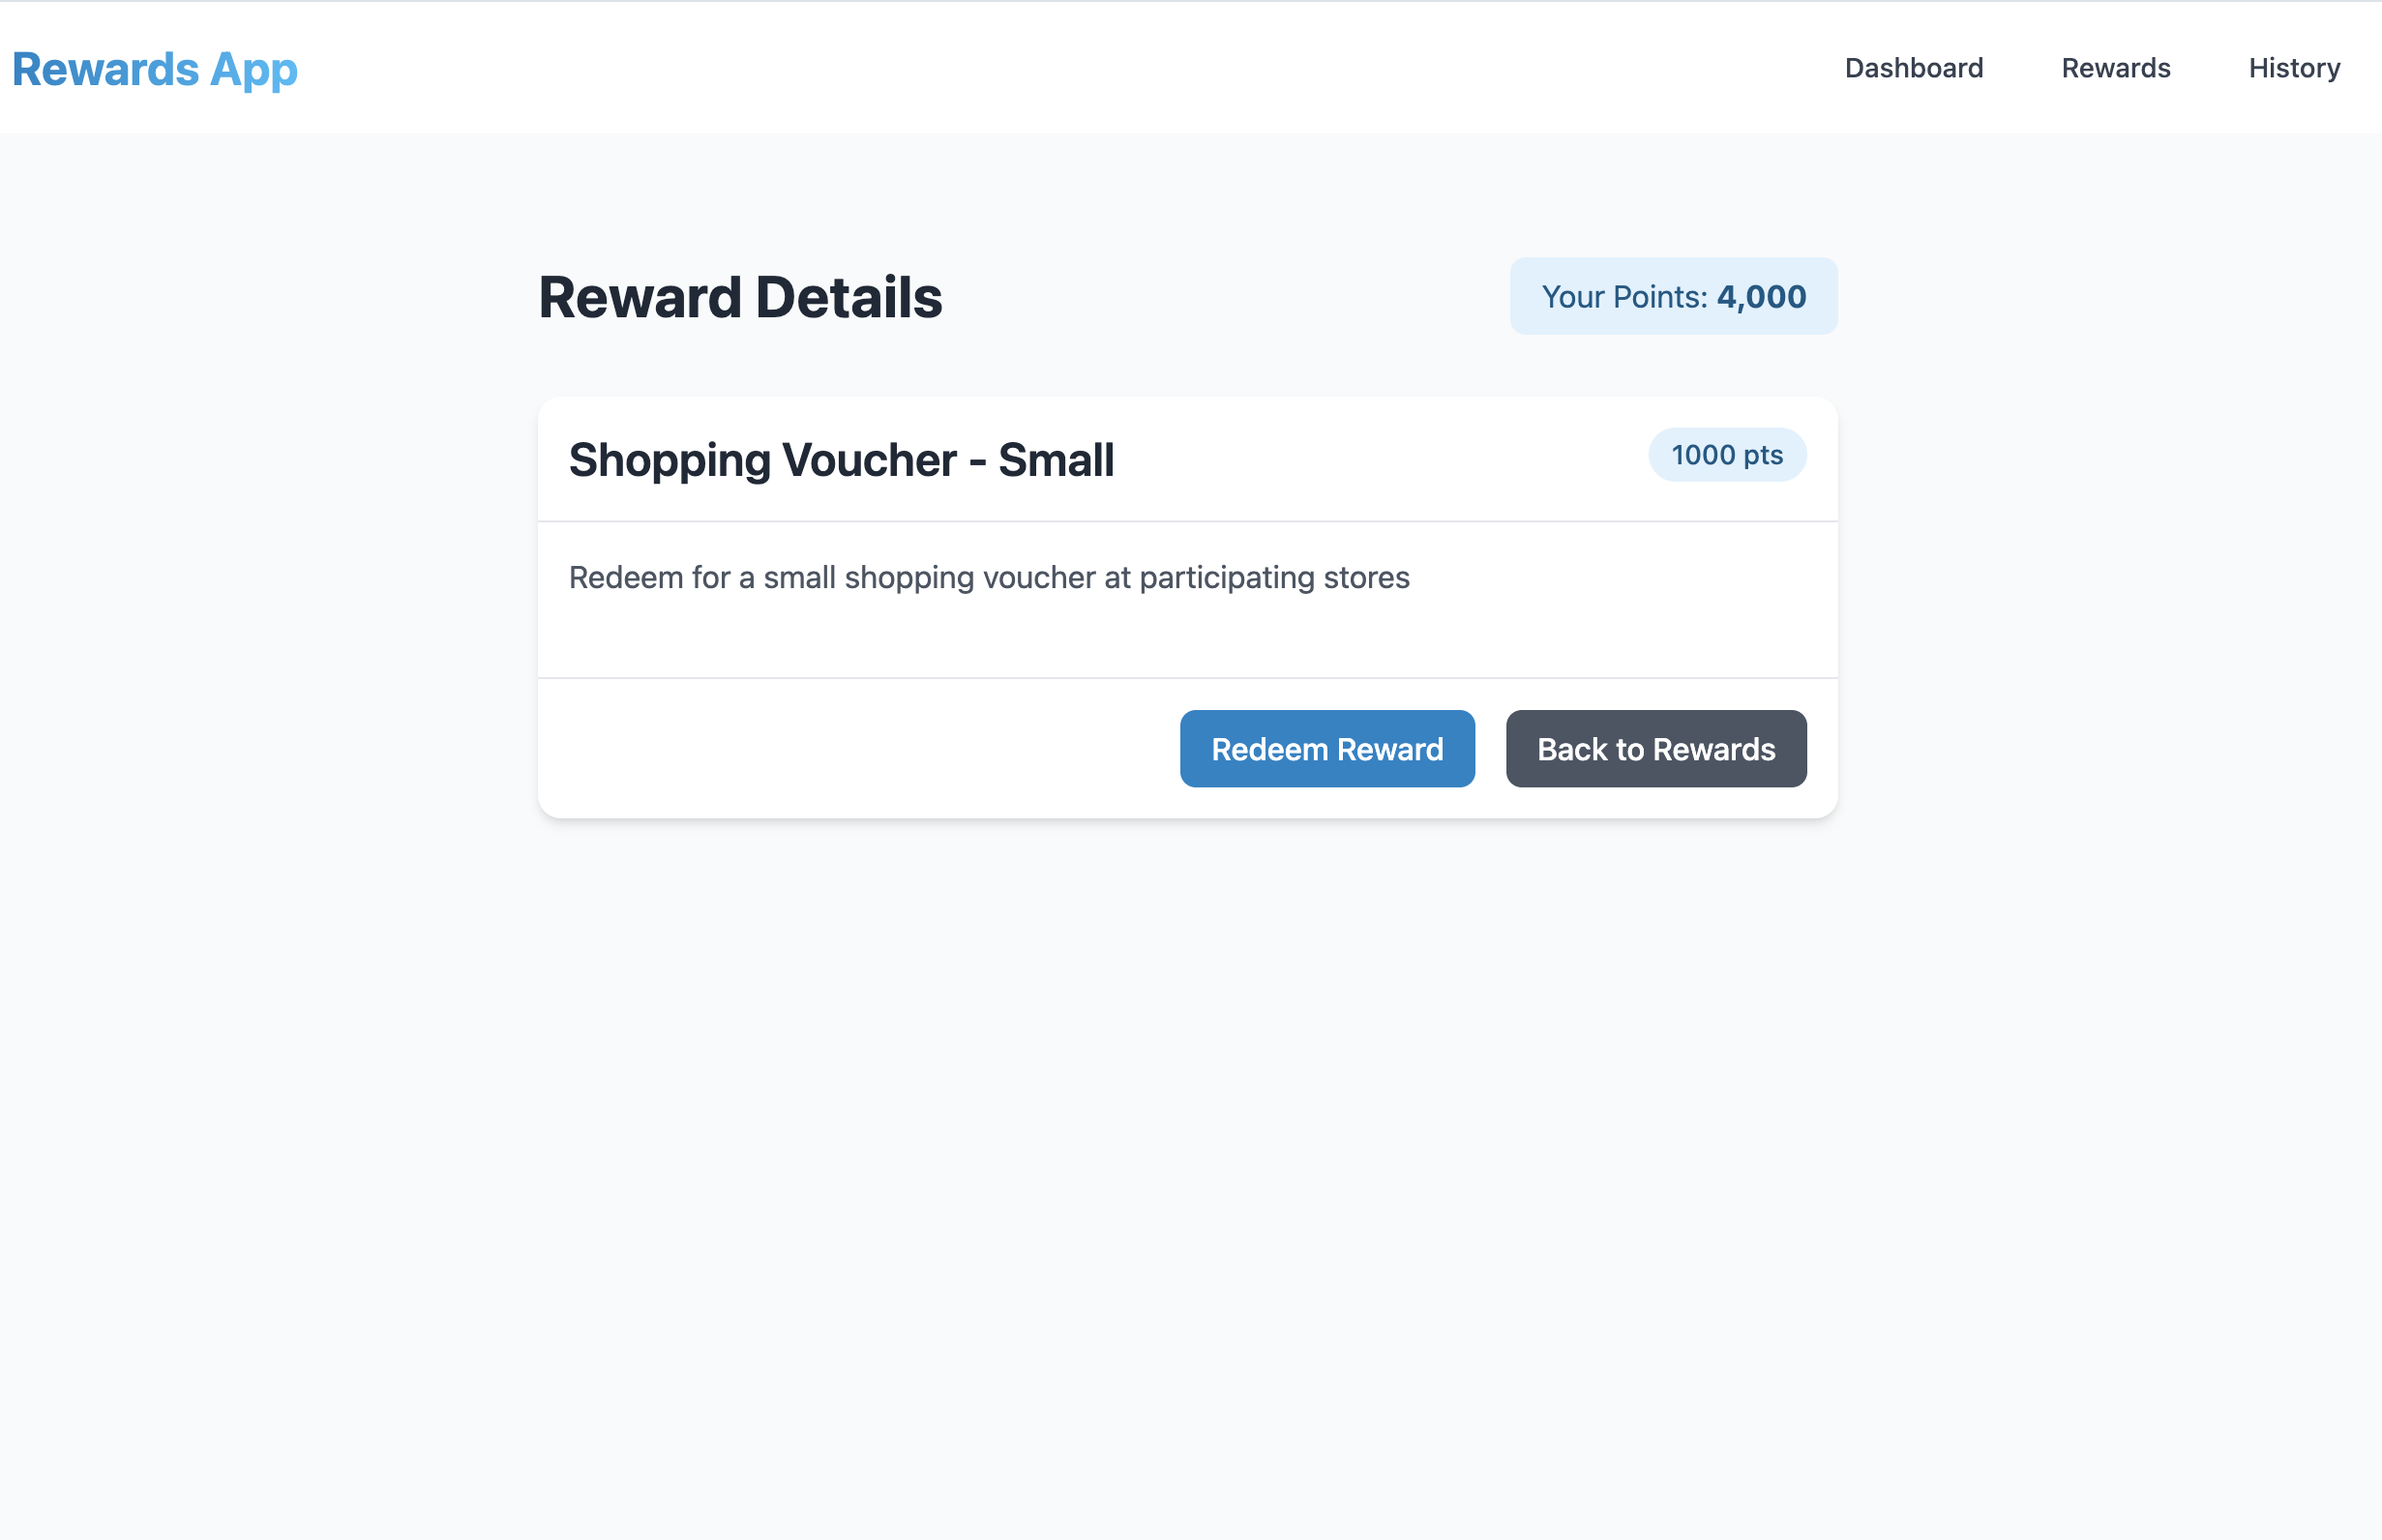 Rewards App
Dashboard Rewards History
Reward Details
Your Points: 4,000
Shopping Voucher - Small
1000 pts
Redeem for a small shopping voucher at participating stores
Redeem Reward
Back to Rewards